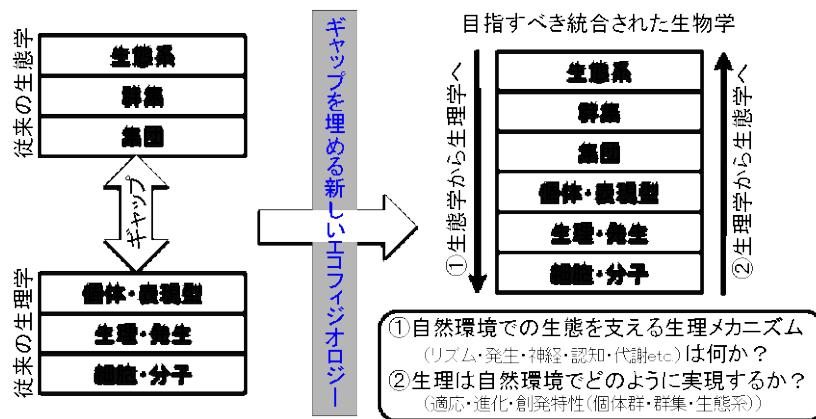 従来の生態学
生態系
群集
集団
ギャップ
従来の生理学
個体・表現型
生理・発生
細胞・分子
ギャップを埋める新しいエコフィジオロジー
目指すべき統合された生物学
①生態学から生理学へ
生態系
群集
集団
個体・表現型
生理・発生
細胞・分子
②生理学から生態学へ
①自然環境での生態を支える生理メカニズム
(リズム・発生・神経・認知・代謝etc.)は何か？
②生理は自然環境でどのように実現するか？
(適応・進化・創発特性(個体群・群集・生態系))